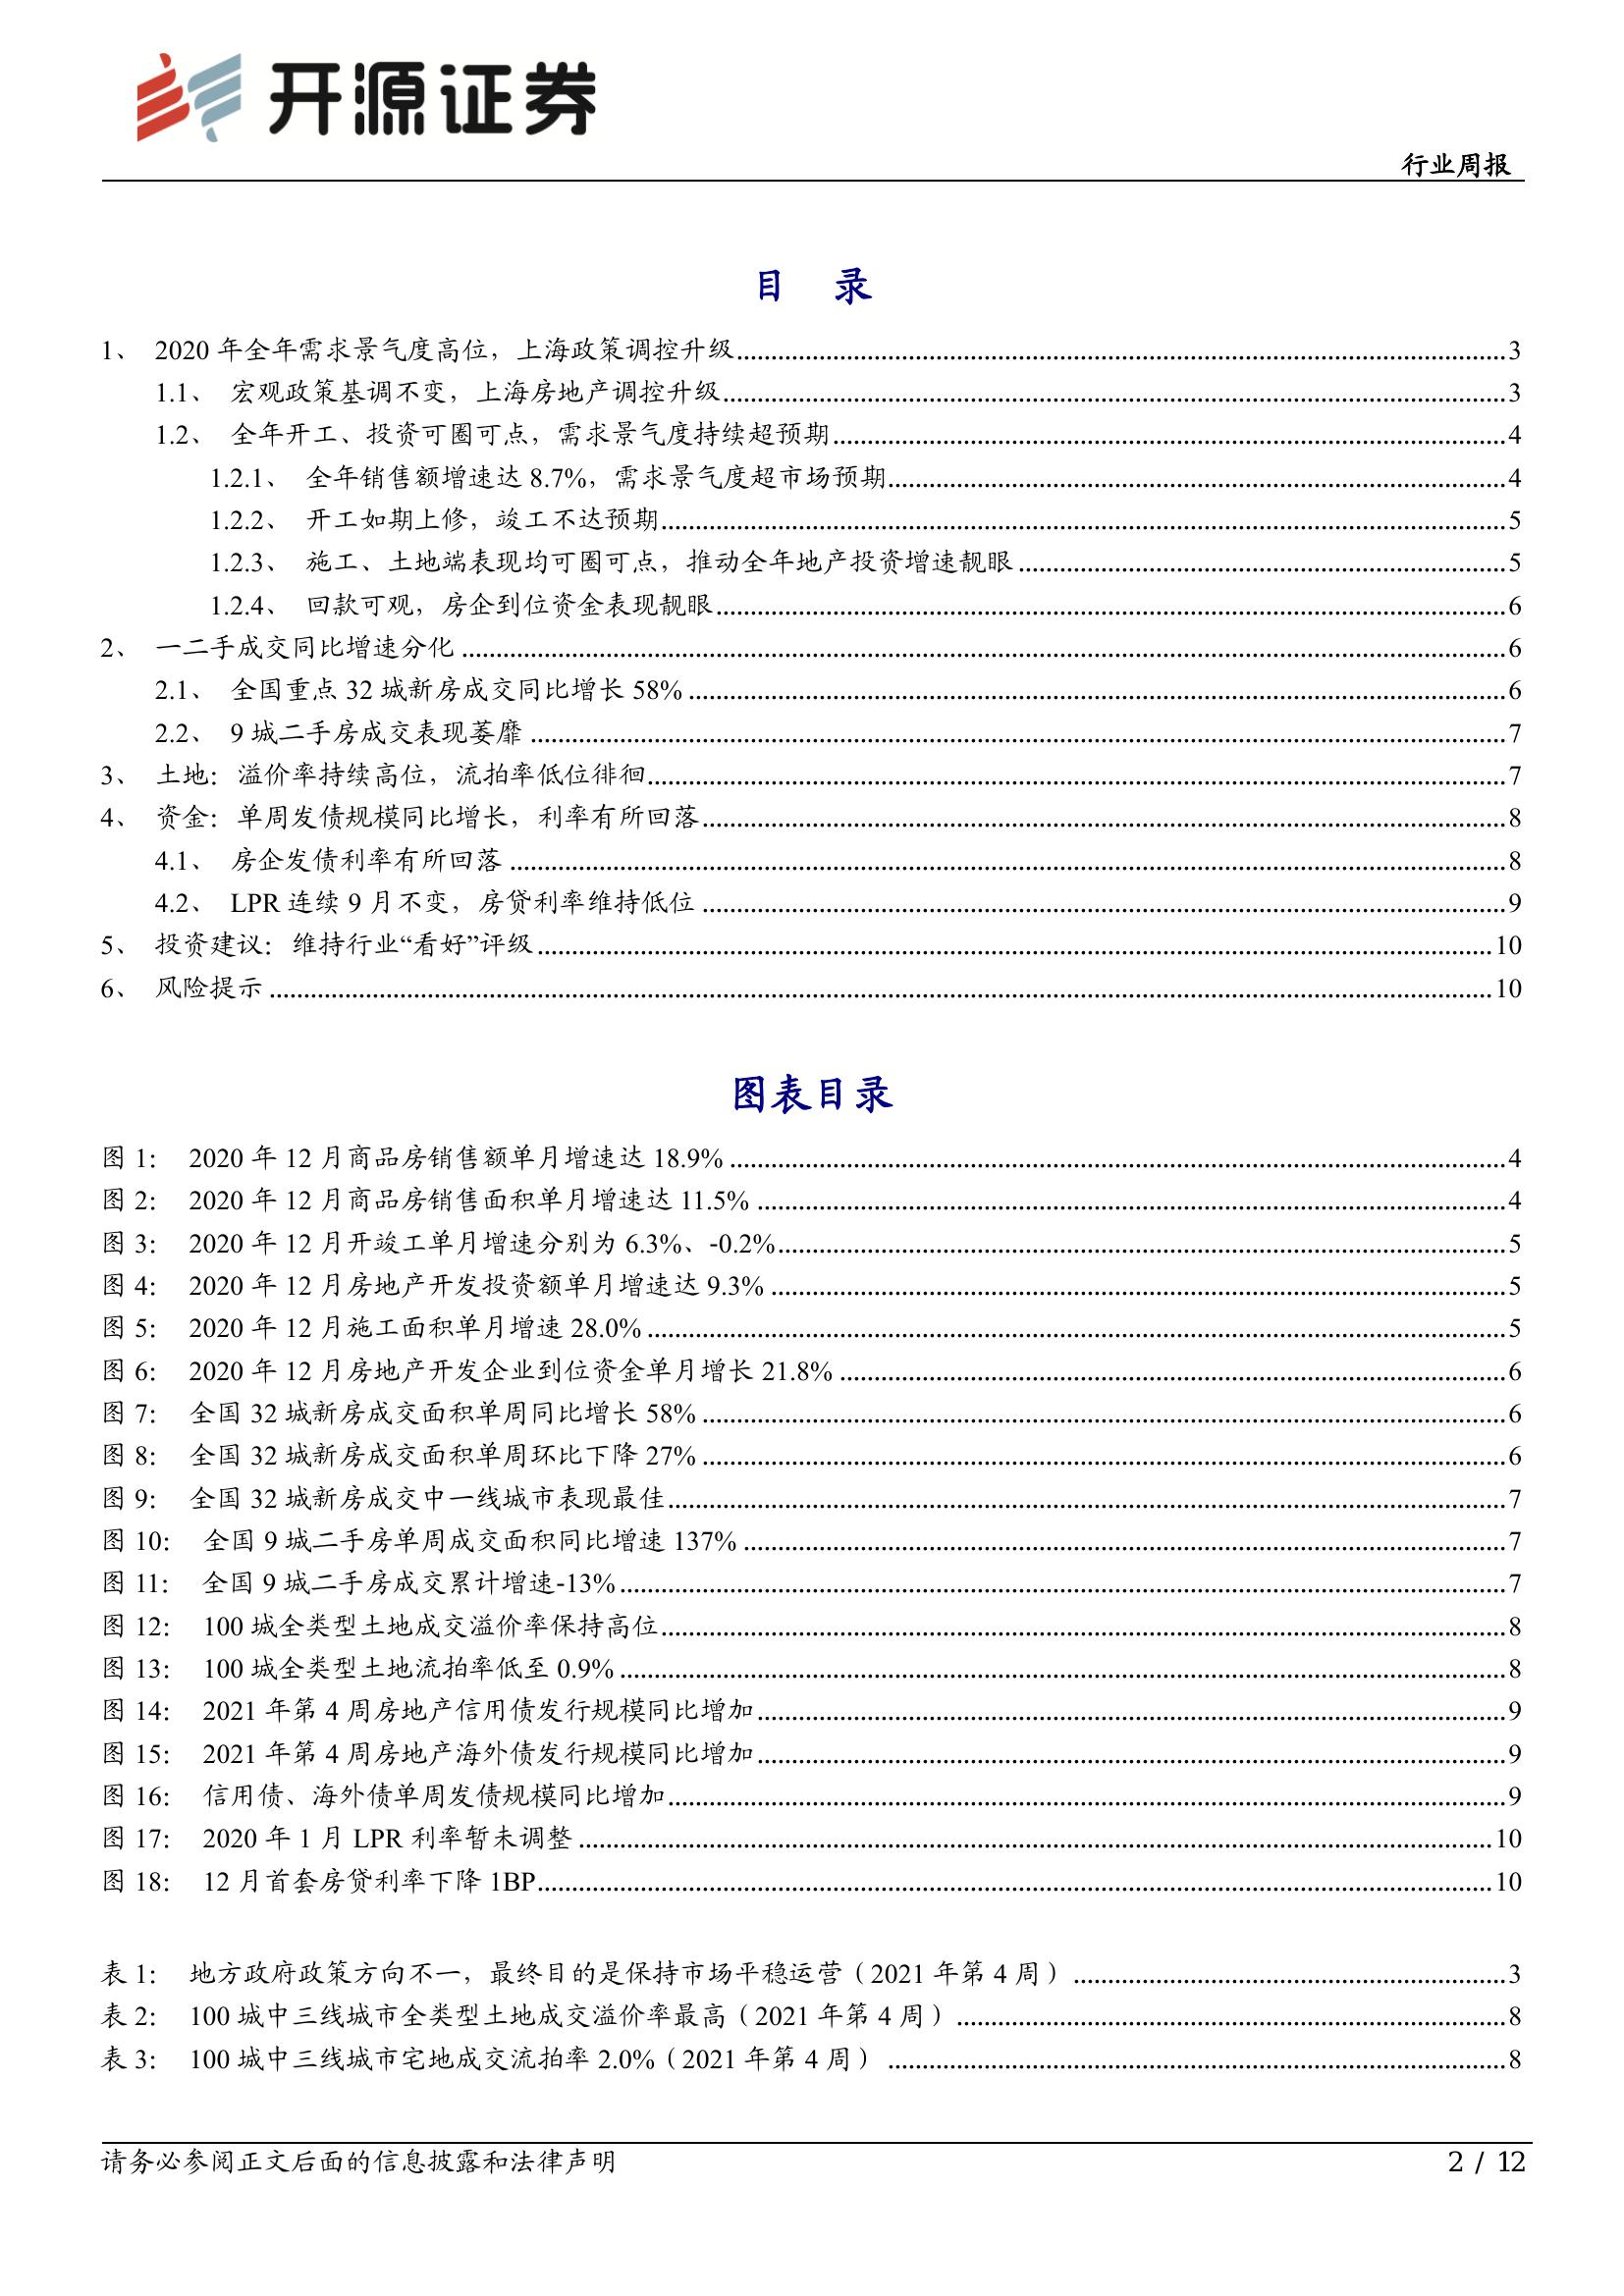 开源证券
行业周报
目 录
1、 2020 年全年需求景气度高位，上海政策调控升级 3
1.1、 宏观政策基调不变，上海房地产调控升级 3
1.2、 全年开工、投资可圈可点，需求景气度持续超预期 4
1.2.1、 全年销售额增速达 8.7%，需求景气度超市场预期 4
1.2.2、 开工如期上修，竣工不达预期 5
1.2.3、 施工、土地端表现均可圈可点，推动全年地产投资增速靓眼 5
1.2.4、 回款可观，房企到位资金表现靓眼 6
2、 一二手成交同比增速分化 6
2.1、 全国重点 32 城新房成交同比增长 58% 6
2.2、 9 城二手房成交表现萎靡 7
3、 土地：溢价率持续高位，流拍率低位徘徊 7
4、 资金：单周发债规模同比增长，利率有所回落 8
4.1、 房企发债利率有所回落 8
4.2、 LPR 连续 9 月不变，房贷利率维持低位 9
5、 投资建议：维持行业“看好”评级 10
6、 风险提示 10
图表目录
图 1： 2020 年 12 月商品房销售额单月增速达 18.9% 4
图 2： 2020 年 12 月商品房销售面积单月增速达 11.5% 4
图 3： 2020 年 12 月开竣工单月增速分别为 6.3%、-0.2% 5
图 4： 2020 年 12 月房地产开发投资额单月增速达 9.3% 5
图 5： 2020 年 12 月施工面积单月增速 28.0% 5
图 6： 2020 年 12 月房地产开发企业到位资金单月增长 21.8% 6
图 7： 全国 32 城新房成交面积单周同比增长 58% 6
图 8： 全国 32 城新房成交面积单周环比下降 27% 6
图 9： 全国 32 城新房成交中一线城市表现最佳 7
图 10： 全国 9 城二手房单周成交面积同比增速 137% 7
图 11： 全国 9 城二手房成交累计增速-13% 7
图 12： 100 城全类型土地成交溢价率保持高位 8
图 13： 100 城全类型土地流拍率低至 0.9% 8
图 14： 2021 年第 4 周房地产信用债发行规模同比增加 9
图 15： 2021 年第 4 周房地产海外债发行规模同比增加 9
图 16： 信用债、海外债单周发债规模同比增加 9
图 17： 2020 年 1 月 LPR 利率暂未调整 10
图 18： 12 月首套房贷利率下降 1BP 10
表 1： 地方政府政策方向不一，最终目的是保持市场平稳运营（2021 年第 4 周） 3
表 2： 100 城中三线城市全类型土地成交溢价率最高（2021 年第 4 周） 8
表 3： 100 城中三线城市宅地成交流拍率 2.0%（2021 年第 4 周） 8
请务必参阅正文后面的信息披露和法律声明 2 / 12